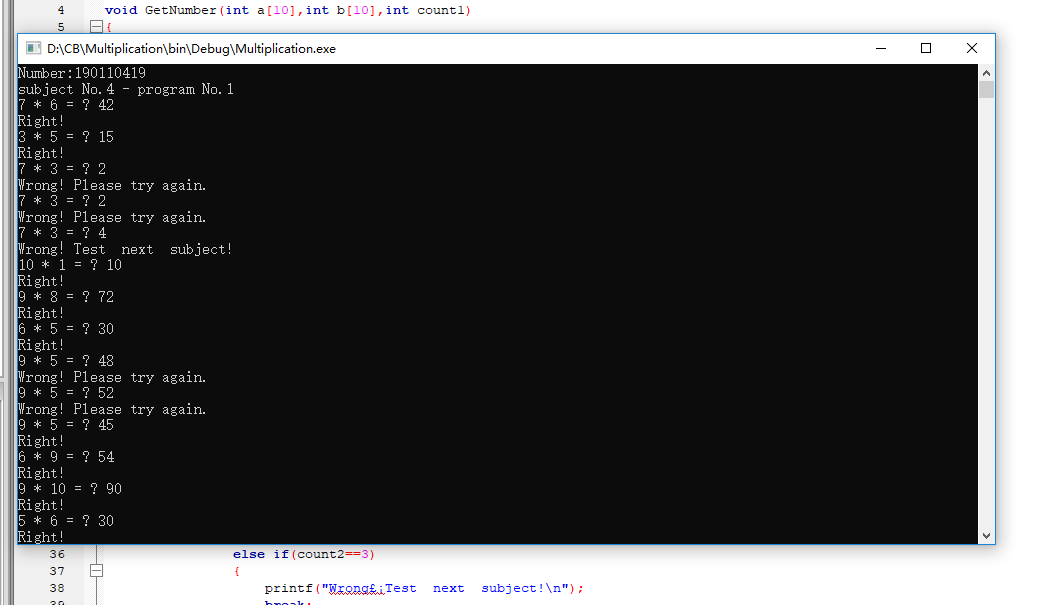 4 void GetNumber(int a[10],int b[10],int count1)
5 {
D:\CB\Multiplication\bin\Debug\Multiplication.exe
Number:190110419
subject No.4 - program No.1
7 * 6 = ? 42
Right!
3 * 5 = ? 15
Right!
7 * 3 = ? 2
Wrong! Please try again.
7 * 3 = ? 2
Wrong! Please try again.
7 * 3 = ? 4
Wrong! Test  next  subject!
10 * 1 = ? 10
Right!
9 * 8 = ? 72
Right!
6 * 5 = ? 30
Right!
9 * 5 = ? 48
Wrong! Please try again.
9 * 5 = ? 52
Wrong! Please try again.
9 * 5 = ? 45
Right!
6 * 9 = ? 54
Right!
9 * 10 = ? 90
Right!
5 * 6 = ? 30
Right!
36 else if(count2==3)
37 {
38 printf("Wrong£¡Test  next  subject!\n");
39 break;